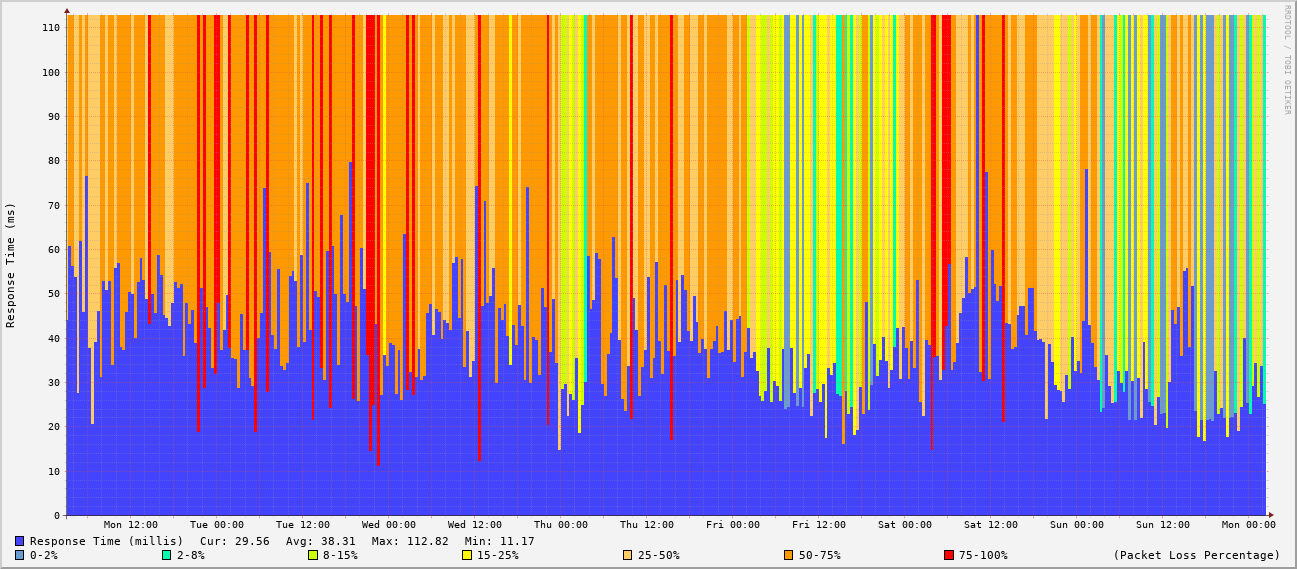 RRDTOOL / TOBI OETIKER
Response Time (ms)
110
100
90
80
70
60
50
40
30
20
10
0
Mon 12:00 Tue 00:00 Tue 12:00 Wed 00:00 Wed 12:00 Thu 00:00 Thu 12:00 Fri 00:00 Fri 12:00 Sat 00:00 Sat 12:00 Sun 00:00 Sun 12:00 Mon 00:00
Response Time (millis) Cur: 29.56 Avg: 38.31 Max: 112.82 Min: 11.17
0-2% 2-8% 8-15% 15-25% 25-50% 50-75% 75-100% (Packet Loss Percentage)